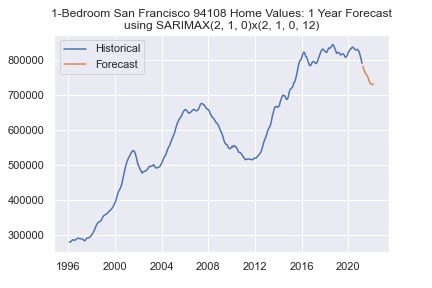 1-Bedroom San Francisco 94108 Home Values: 1 Year Forecast
using SARIMAX(2, 1, 0)x(2, 1, 0, 12)
Historical
Forecast
800000
700000
600000
500000
400000
300000
1996 2000 2004 2008 2012 2016 2020